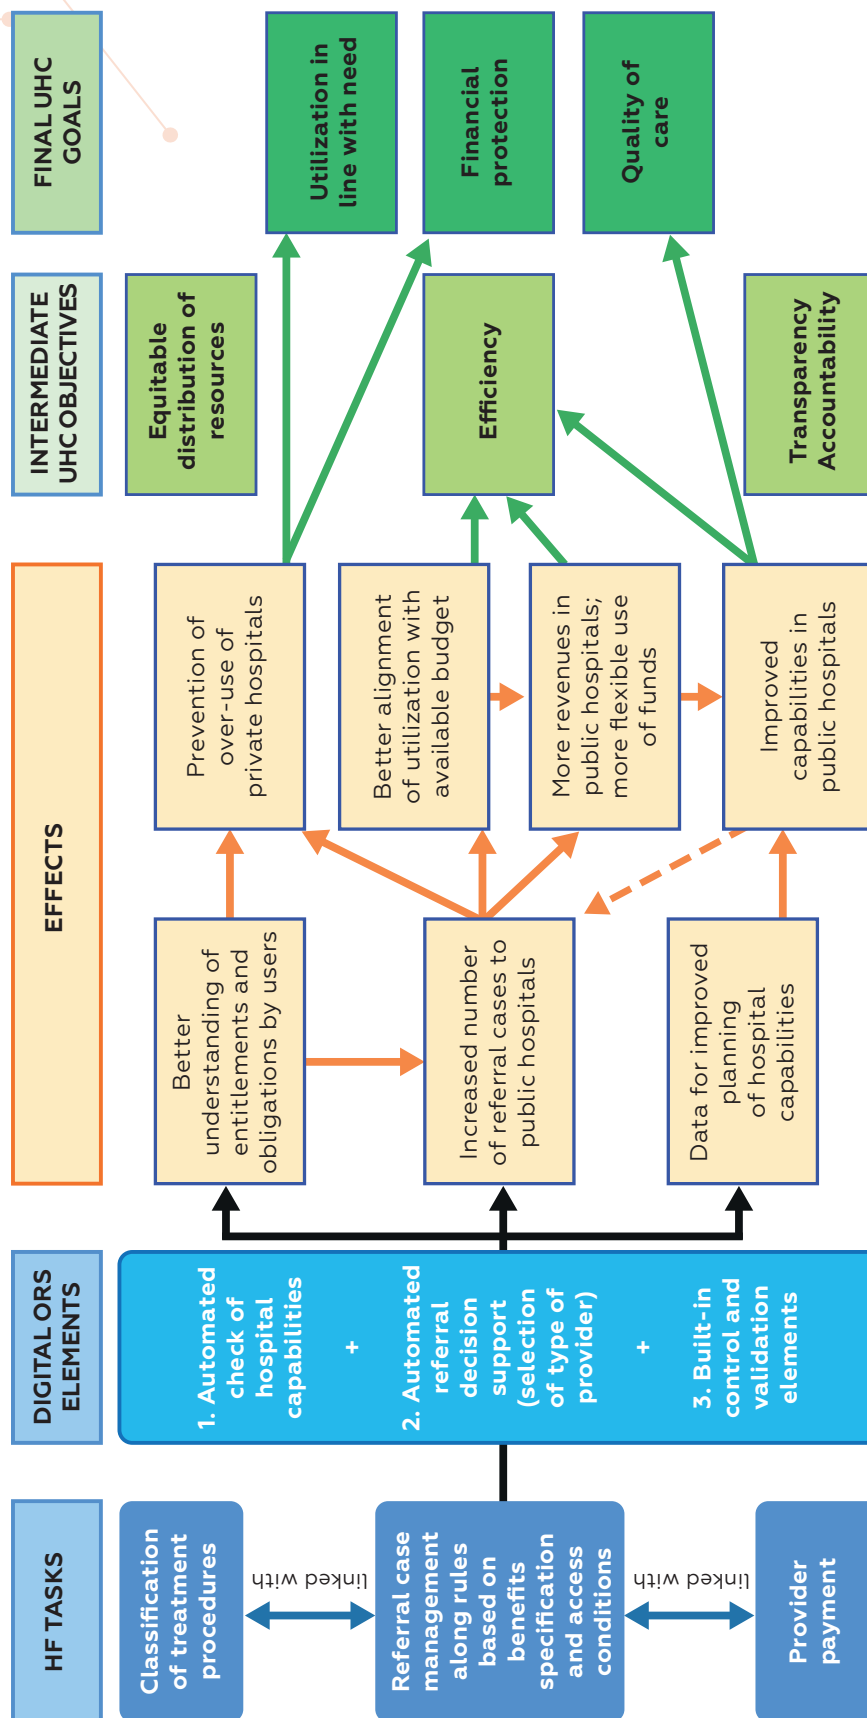 HF TASKS
DIGITAL ORS
ELEMENTS
EFFECTS
INTERMEDIATE
UHC OBJECTIVES
FINAL UHC
GOALS
Classification
of treatment
procedures
linked with
Referral case
management
along rules
based on
benefits
specification
and access
conditions
linked with
Provider
payment
1. Automated
check of
hospital
capabilities
+
2. Automated
referral
decision
support
(selection
of type of
provider)
+
3. Built-in
control and
validation
elements
Better
understanding of
entitlements and
obligations by users
Increased number
of referral cases to
public hospitals
Data for improved
planning
of hospital
capabilities
Prevention of
over-use of
private hospitals
Better alignment
of utilization with
available budget
More revenues in
public hospitals;
more flexible use
of funds
Improved
capabilities in
public hospitals
Equitable
distribution of
resources
Efficiency
Transparency
Accountability
Utilization in
line with need
Financial
protection
Quality of
care